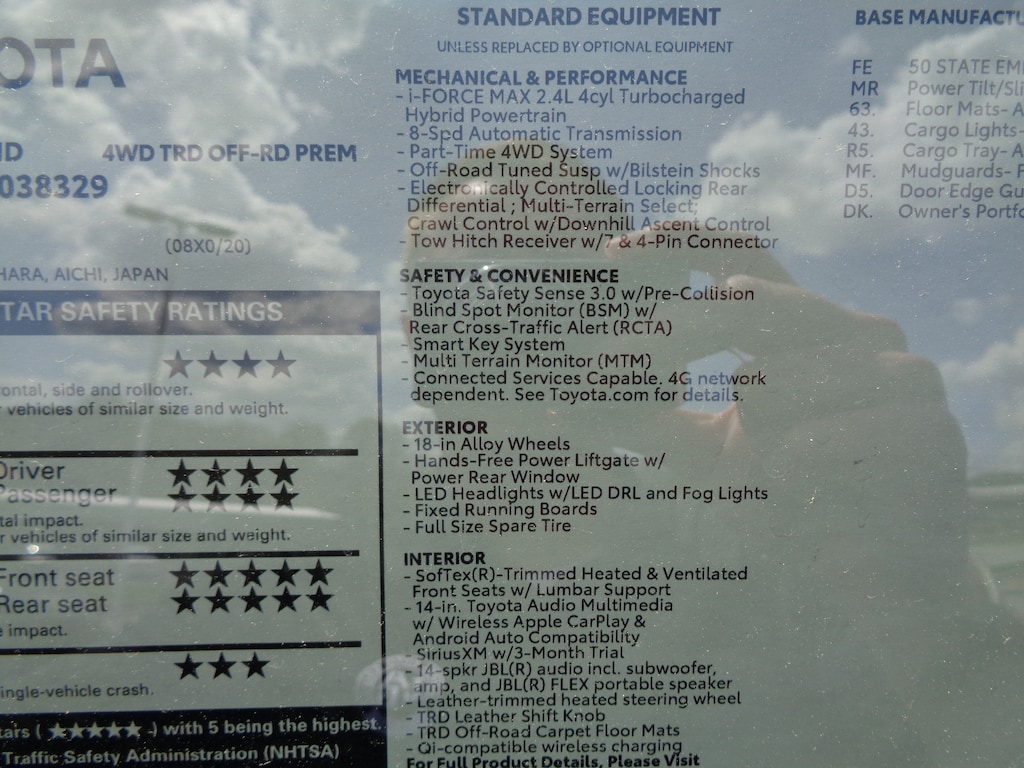 OTA
ID 4WD TRD OFF-RD PREM
038329
(08X0/20)
HARA, AICHI, JAPAN
TAR SAFETY RATINGS
★★★★
rontal, side and rollover.
r vehicles of similar size and weight.
Driver ★★★★
Passenger ★★★★
tal impact.
r vehicles of similar size and weight.
Front seat ★★★★★
Rear seat ★★★★★
e impact.
★★★
ingle-vehicle crash.
tars (★★★★★) with 5 being the highest.
Traffic Safety Administration (NHTSA)
STANDARD EQUIPMENT
UNLESS REPLACED BY OPTIONAL EQUIPMENT
MECHANICAL & PERFORMANCE
- i-FORCE MAX 2.4L 4cyl Turbocharged
Hybrid Powertrain
- 8-Spd Automatic Transmission
- Part-Time 4WD System
- Off-Road Tuned Susp w/Bilstein Shocks
- Electronically Controlled Locking Rear
Differential ; Multi-Terrain Select;
Crawl Control w/Downhill Ascent Control
- Tow Hitch Receiver w/7 & 4-Pin Connector
SAFETY & CONVENIENCE
- Toyota Safety Sense 3.0 w/Pre-Collision
- Blind Spot Monitor (BSM) w/
Rear Cross-Traffic Alert (RCTA)
- Smart Key System
- Multi Terrain Monitor (MTM)
- Connected Services Capable. 4G network
dependent. See Toyota.com for details.
EXTERIOR
- 18-in Alloy Wheels
- Hands-Free Power Liftgate w/
Power Rear Window
- LED Headlights w/LED DRL and Fog Lights
- Fixed Running Boards
- Full Size Spare Tire
INTERIOR
- SofTex(R)-Trimmed Heated & Ventilated
Front Seats w/ Lumbar Support
- 14-in. Toyota Audio Multimedia
w/ Wireless Apple CarPlay &
Android Auto Compatibility
- SiriusXM w/3-Month Trial
- 14-spkr JBL(R) audio incl. subwoofer,
amp, and JBL(R) FLEX portable speaker
- Leather-trimmed heated steering wheel
- TRD Leather Shift Knob
- TRD Off-Road Carpet Floor Mats
- Qi-compatible wireless charging
For Full Product Details, Please Visit
BASE MANUFACTU
FE 50 STATE EMI
MR Power Tilt/Sli
63. Floor Mats- A
43. Cargo Lights-
R5. Cargo Tray- A
MF. Mudguards- F
D5. Door Edge Gu
DK. Owner's Portfo